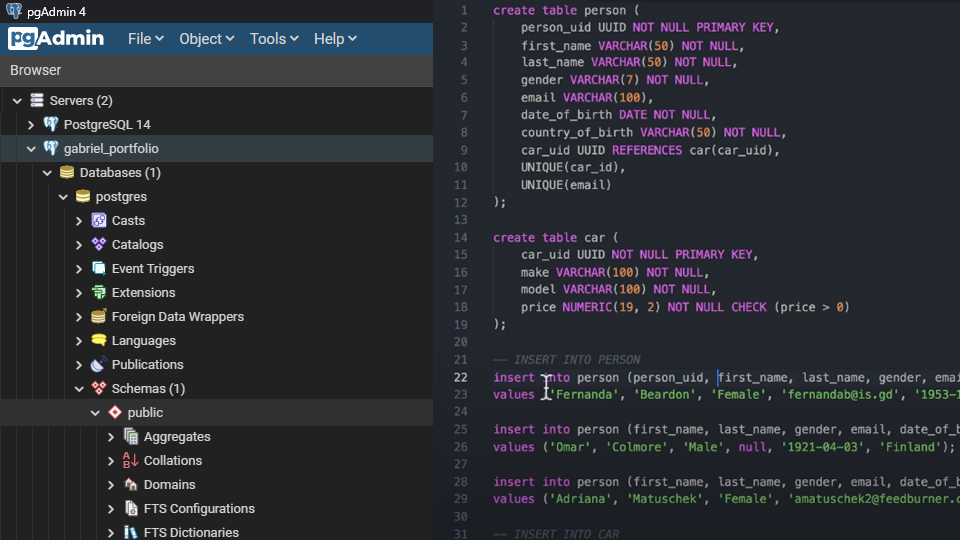 pgAdmin 4
pgAdmin File Object Tools Help
Browser
Servers (2)
PostgreSQL 14
gabriel_portfolio
Databases (1)
postgres
Casts
Catalogs
Event Triggers
Extensions
Foreign Data Wrappers
Languages
Publications
Schemas (1)
public
Aggregates
Collations
Domains
FTS Configurations
FTS Dictionaries
1 create table person (
2 person_uid UUID NOT NULL PRIMARY KEY,
3 first_name VARCHAR(50) NOT NULL,
4 last_name VARCHAR(50) NOT NULL,
5 gender VARCHAR(7) NOT NULL,
6 email VARCHAR(100),
7 date_of_birth DATE NOT NULL,
8 country_of_birth VARCHAR(50) NOT NULL,
9 car_uid UUID REFERENCES car(car_uid),
10 UNIQUE(car_id),
11 UNIQUE(email)
12 );
13
14 create table car (
15 car_uid UUID NOT NULL PRIMARY KEY,
16 make VARCHAR(100) NOT NULL,
17 model VARCHAR(100) NOT NULL,
18 price NUMERIC(19, 2) NOT NULL CHECK (price > 0)
19 );
20
21 -- INSERT INTO PERSON
22 insert into person (person_uid, first_name, last_name, gender, emai
23 values ('Fernanda', 'Beardon', 'Female', 'fernandab@is.gd', '1953-1
24
25 insert into person (first_name, last_name, gender, email, date_of_b
26 values ('Omar', 'Colmore', 'Male', null, '1921-04-03', 'Finland');
27
28 insert into person (first_name, last_name, gender, email, date_of_b
29 values ('Adriana', 'Matuschek', 'Female', 'amatuschek2@feedburner.c
30
31 -- INSERT INTO CAR